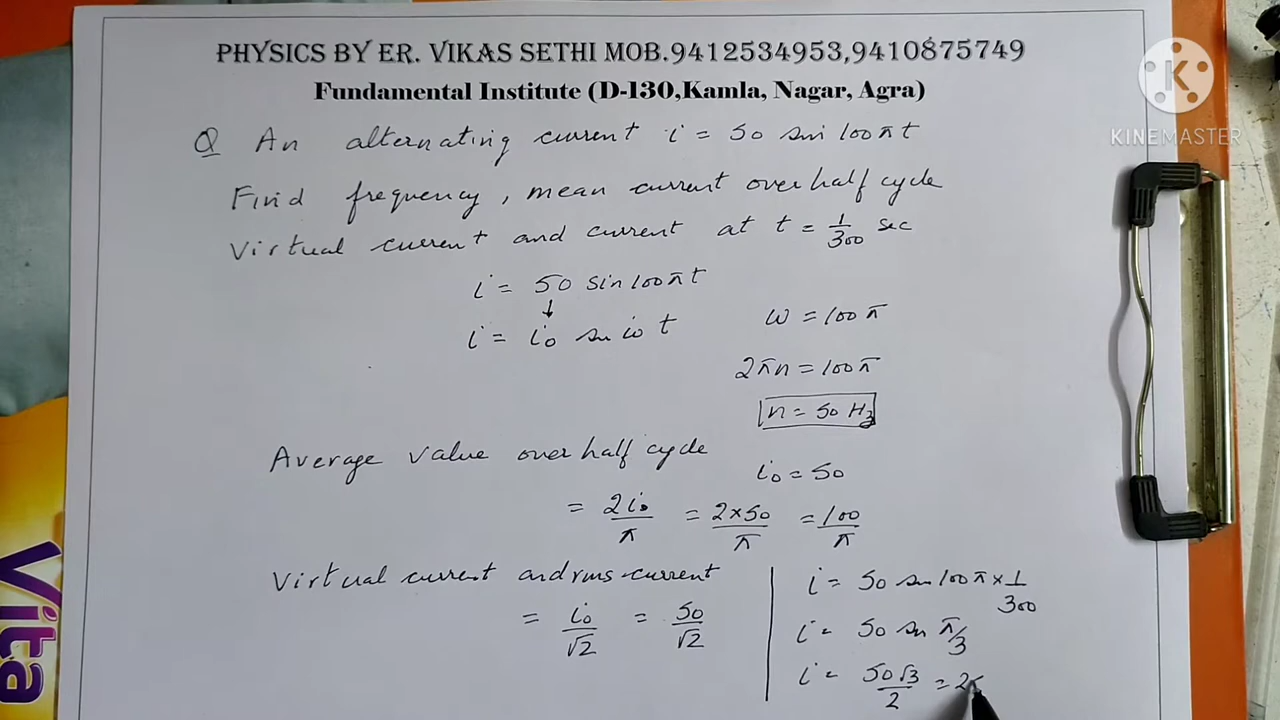 PHYSICS BY ER. VIKAS SETHI MOB.9412534953,9410875749
Fundamental Institute (D-130,Kamla, Nagar, Agra)
K
KINEMASTER
Q An alternating current i = 50 sin 100πt
Find frequency, mean current over half cycle
Virtual current and current at t = 1/300 sec
i = 50 sin 100πt
↓
i = i₀ sin ωt
ω = 100π
2πn = 100π
n = 50 Hz
Average value over half cycle
i₀ = 50
= 2i₀/π = 2×50/π = 100/π
Virtual current and rms current
= i₀/√2 = 50/√2
i = 50 sin 100π × 1/300
i = 50 sin π/3
i = 50√3/2 = 25
Vita